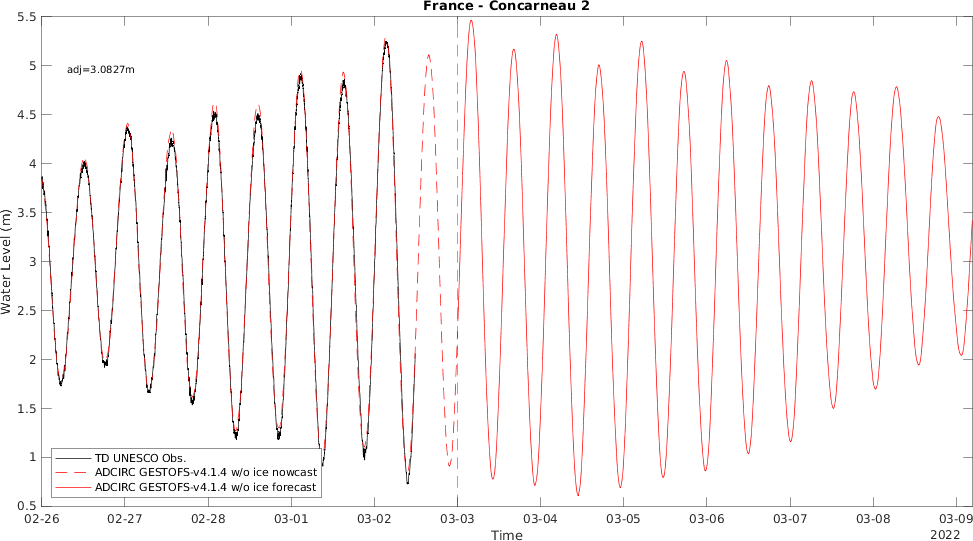 France - Concarneau 2
adj=3.0827m
Water Level (m)
5.5
5
4.5
4
3.5
3
2.5
2
1.5
1
0.5
TD UNESCO Obs.
ADCIRC GESTOFS-v4.1.4 w/o ice nowcast
ADCIRC GESTOFS-v4.1.4 w/o ice forecast
02-26 02-27 02-28 03-01 03-02 03-03 03-04 03-05 03-06 03-07 03-08 03-09
Time
2022